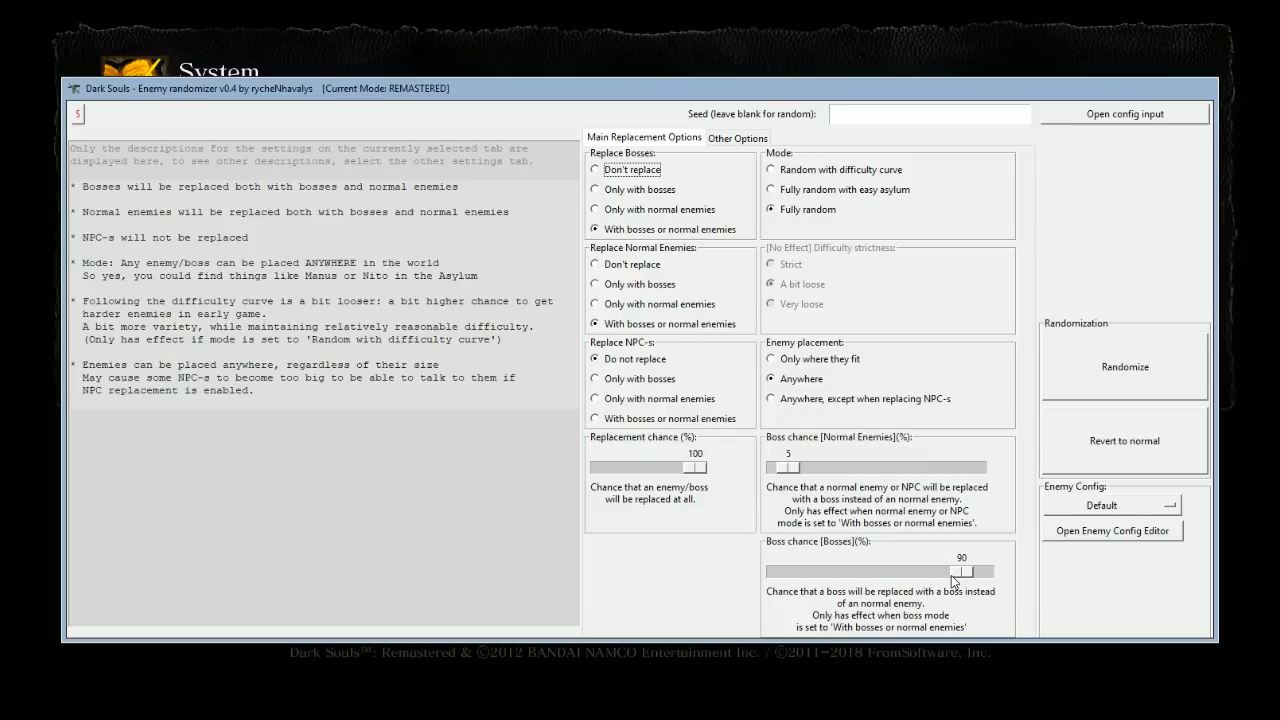 System
Dark Souls - Enemy randomizer v0.4 by rycheNhavalys   [Current Mode: REMASTERED]
$
Seed (leave blank for random):
Open config input
Only the descriptions for the settings on the currently selected tab are
displayed here, to see other descriptions, select the other settings tab.
* Bosses will be replaced both with bosses and normal enemies
* Normal enemies will be replaced both with bosses and normal enemies
* NPC-s will not be replaced
* Mode: Any enemy/boss can be placed ANYWHERE in the world
So yes, you could find things like Manus or Nito in the Asylum
* Following the difficulty curve is a bit looser: a bit higher chance to get
harder enemies in early game.
A bit more variety, while maintaining relatively reasonable difficulty.
(Only has effect if mode is set to 'Random with difficulty curve')
* Enemies can be placed anywhere, regardless of their size
May cause some NPC-s to become too big to be able to talk to them if
NPC replacement is enabled.
Main Replacement Options
Other Options
Replace Bosses:
Don't replace
Only with bosses
Only with normal enemies
With bosses or normal enemies
Mode:
Random with difficulty curve
Fully random with easy asylum
Fully random
Replace Normal Enemies:
Don't replace
Only with bosses
Only with normal enemies
With bosses or normal enemies
[No Effect] Difficulty strictness:
Strict
A bit loose
Very loose
Replace NPC-s:
Do not replace
Only with bosses
Only with normal enemies
With bosses or normal enemies
Enemy placement:
Only where they fit
Anywhere
Anywhere, except when replacing NPC-s
Replacement chance (%):
100
Chance that an enemy/boss
will be replaced at all.
Boss chance [Normal Enemies](%):
5
Chance that a normal enemy or NPC will be replaced
with a boss instead of an normal enemy.
Only has effect when normal enemy or NPC
mode is set to 'With bosses or normal enemies'.
Boss chance [Bosses](%):
90
Chance that a boss will be replaced with a boss instead
of an normal enemy.
Only has effect when boss mode
is set to 'With bosses or normal enemies'
Randomization
Randomize
Revert to normal
Enemy Config:
Default
Open Enemy Config Editor
Dark Souls™: Remastered & ©2012 BANDAI NAMCO Entertainment Inc. / ©2011-2018 FromSoftware, Inc.